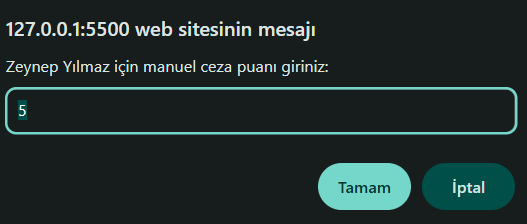 127.0.0.1:5500 web sitesinin mesajı
Zeynep Yılmaz için manuel ceza puanı giriniz:
5
Tamam
İptal